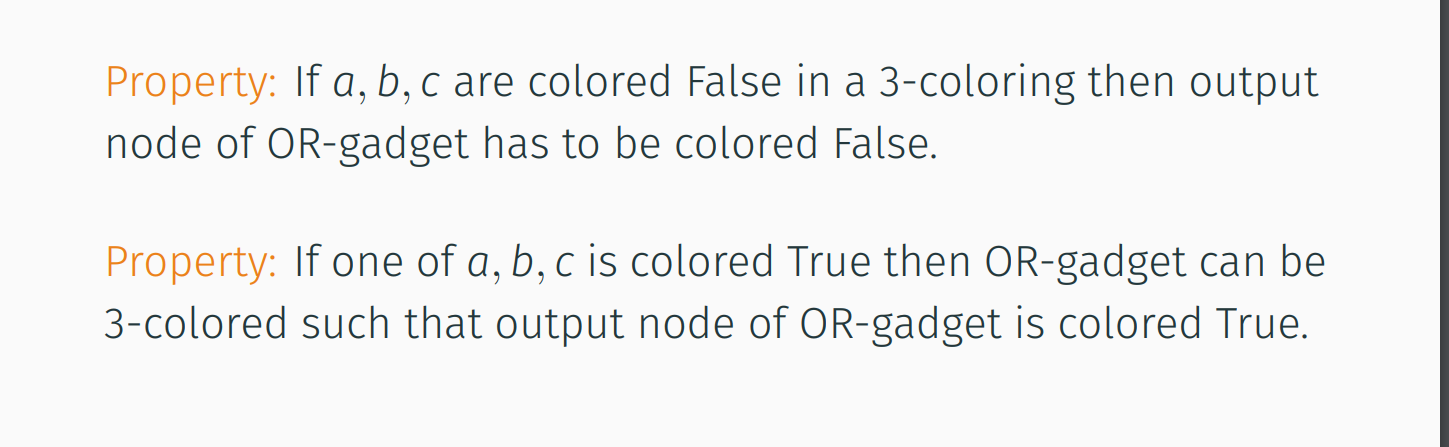 Property: If a, b, c are colored False in a 3-coloring then output
node of OR-gadget has to be colored False.
Property: If one of a, b, c is colored True then OR-gadget can be
3-colored such that output node of OR-gadget is colored True.